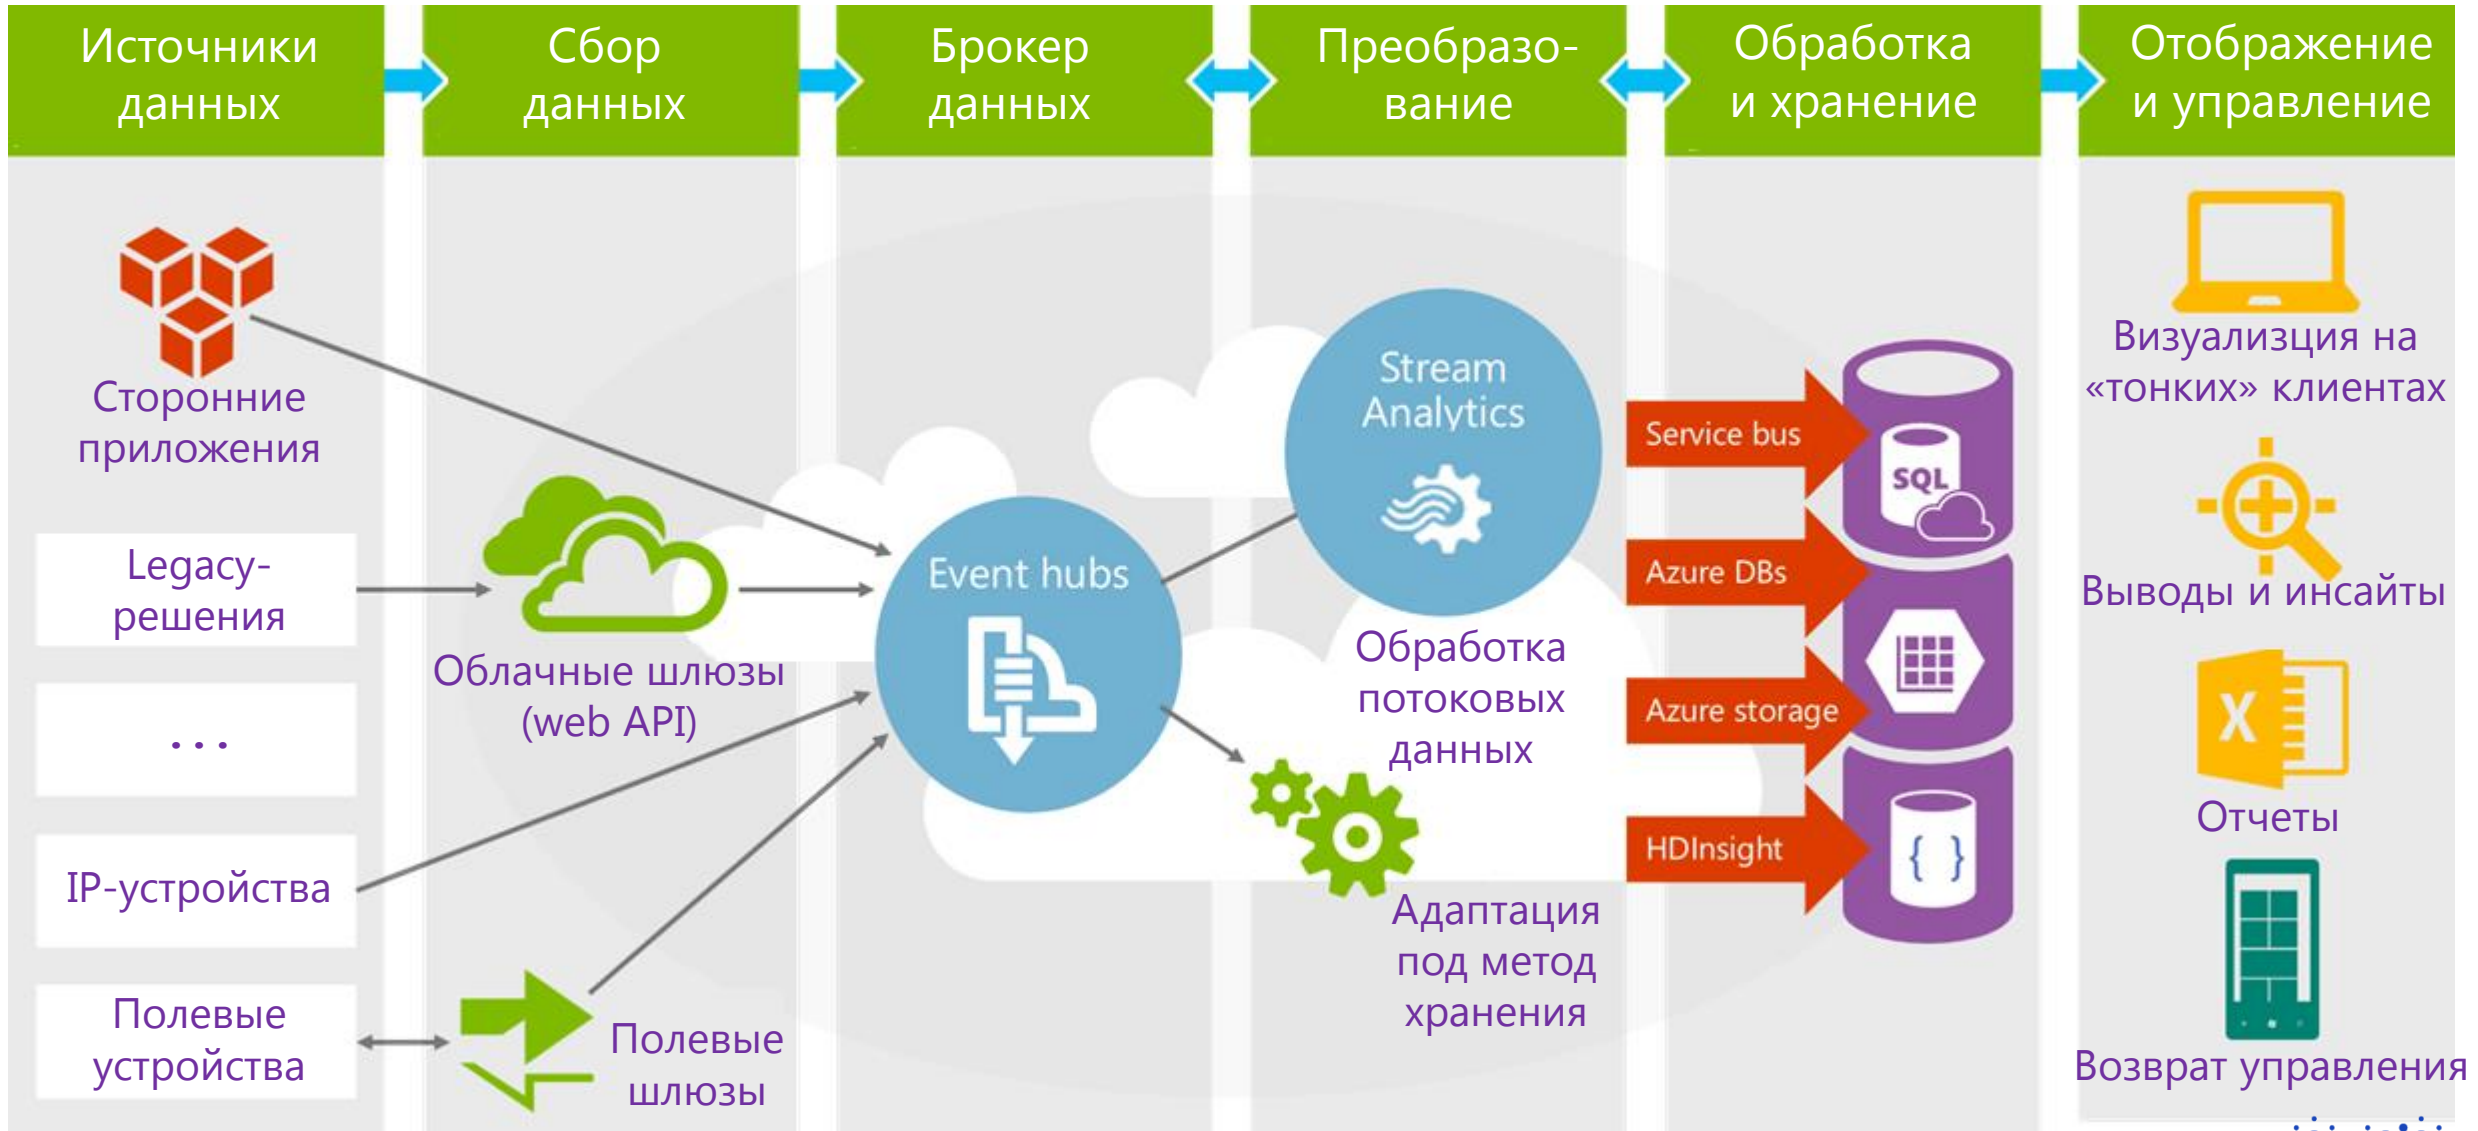 Источники
данных
Сбор
данных
Брокер
данных
Преобразо-
вание
Обработка
и хранение
Отображение
и управление
Сторонние
приложения
Legacy-
решения
...
IP-устройства
Полевые
устройства
Облачные шлюзы
(web API)
Полевые
шлюзы
Event hubs
Stream
Analytics
Обработка
потоковых
данных
Адаптация
под метод
хранения
Service bus
Azure DBs
Azure storage
HDInsight
SQL
{ }
Визуализция на
«тонких» клиентах
Выводы и инсайты
X
Отчеты
Возврат управления